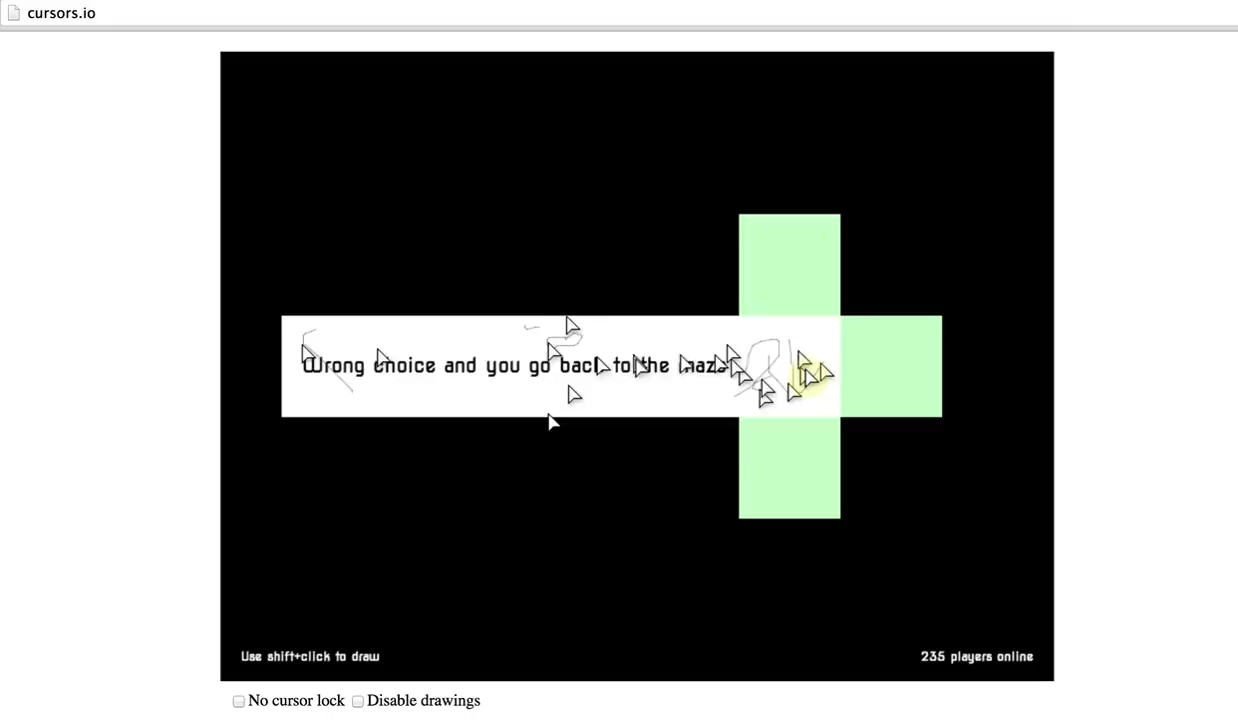 cursors.io
Wrong choice and you go back to the maze
Use shift+click to draw
235 players online
No cursor lock Disable drawings